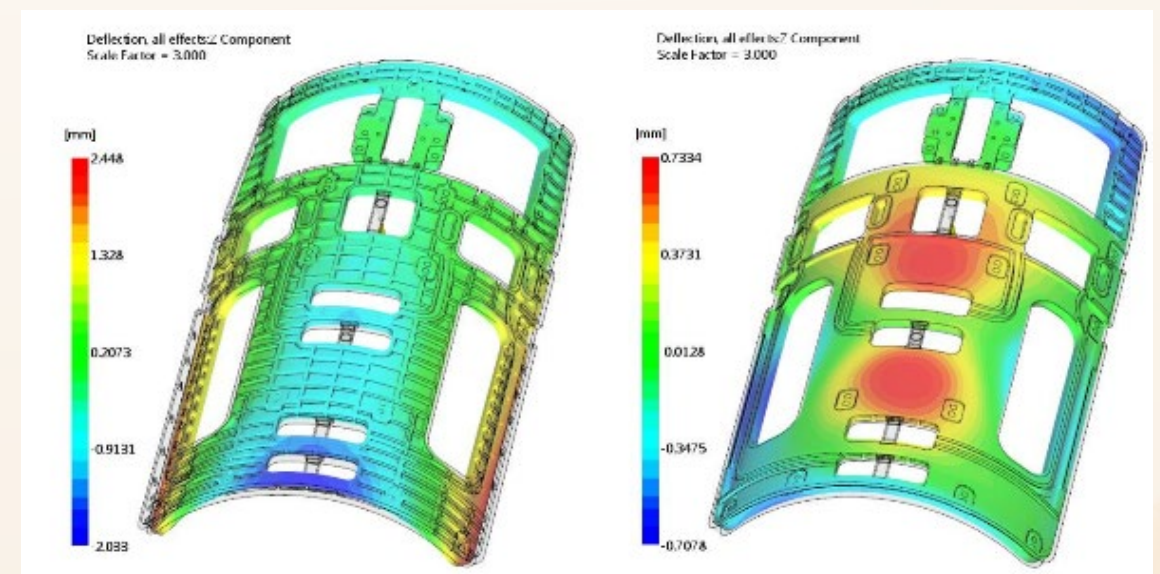 Deflection, all effects:Z Component
Scale Factor = 3.000
[mm]
2.448
1.328
0.2073
-0.9131
-2.033
Deflection, all effects:Z Component
Scale Factor = 3.000
[mm]
0.7334
0.3731
0.0128
-0.3475
-0.7078